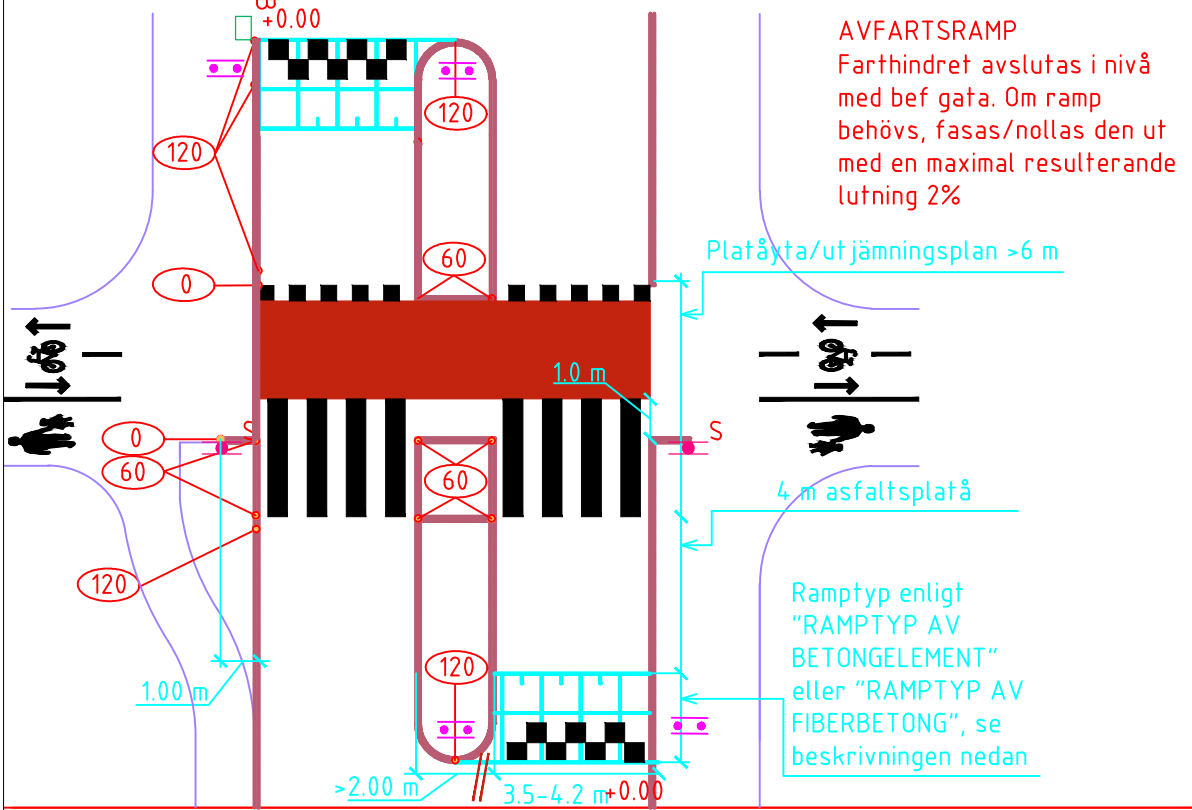 B
+0.00
AVFARTSRAMP
Farthindret avslutas i nivå
med bef gata. Om ramp
behövs, fasas/nollas den ut
med en maximal resulterande
lutning 2%
120
120
Platåyta/utjämningsplan >6 m
60
0
1.0 m
S
0
S
60
60
4 m asfaltsplatå
120
Ramptyp enligt
"RAMPTYP AV
BETONGELEMENT"
eller "RAMPTYP AV
FIBERBETONG", se
beskrivningen nedan
120
1.00 m
>2.00 m
3.5-4.2 m
+0.00